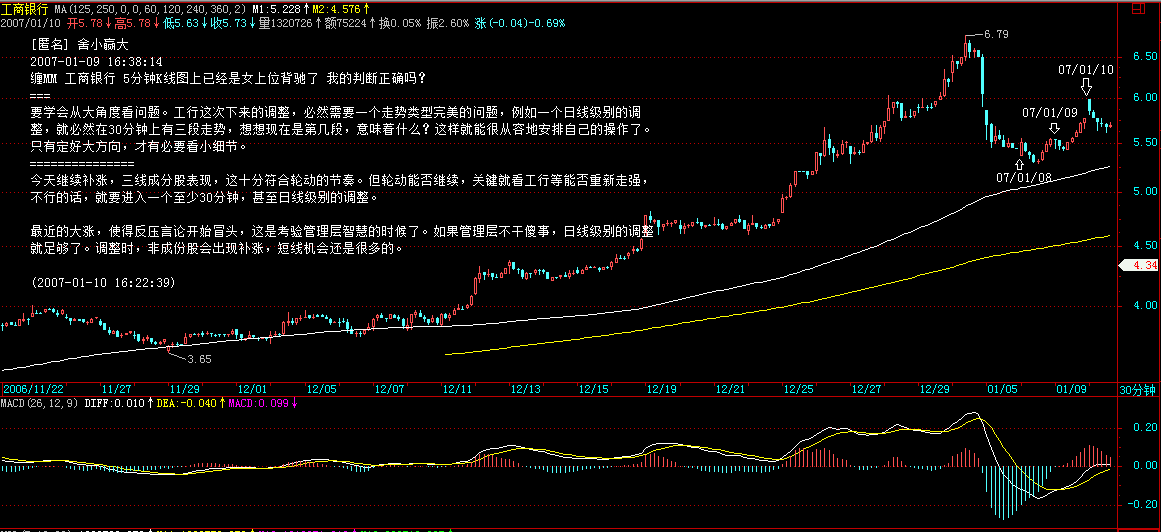 工商银行 MA(125,250,0,0,60,120,240,360,2) M1:5.228↑M2:4.576↑
日
2007/01/10 开5.78↓高5.78↓低5.63↓收5.73↓量1320726↑额75224↑换0.05% 振2.60% 涨(-0.04)-0.69%
[匿名] 舍小赢大
2007-01-09 16:38:14
缠MM 工商银行 5分钟K线图上已经是女上位背驰了 我的判断正确吗?
===
要学会从大角度看问题。工行这次下来的调整，必然需要一个走势类型完美的问题，例如一个日线级别的调
整，就必然在30分钟上有三段走势，想想现在是第几段，意味着什么？这样就能很从容地安排自己的操作了。
只有定好大方向，才有必要看小细节。
===============
今天继续补涨，三线成分股表现，这十分符合轮动的节奏。但轮动能否继续，关键就看工行等能否重新走强，
不行的话，就要进入一个至少30分钟，甚至日线级别的调整。
最近的大涨，使得反压言论开始冒头，这是考验管理层智慧的时候了。如果管理层不干傻事，日线级别的调整
就足够了。调整时，非成份股会出现补涨，短线机会还是很多的。
(2007-01-10 16:22:39)
6.79
07/01/10
07/01/09
07/01/08
3.65
6.50
6.00
5.50
5.00
4.50
4.34
4.00
2006/11/22 11/27 11/29 12/01 12/05 12/07 12/11 12/13 12/15 12/19 12/21 12/25 12/27 12/29 01/05 01/09 30分钟
MACD(26,12,9) DIFF:0.010↑DEA:-0.040↑MACD:0.099↓
0.20
0.00
-0.20